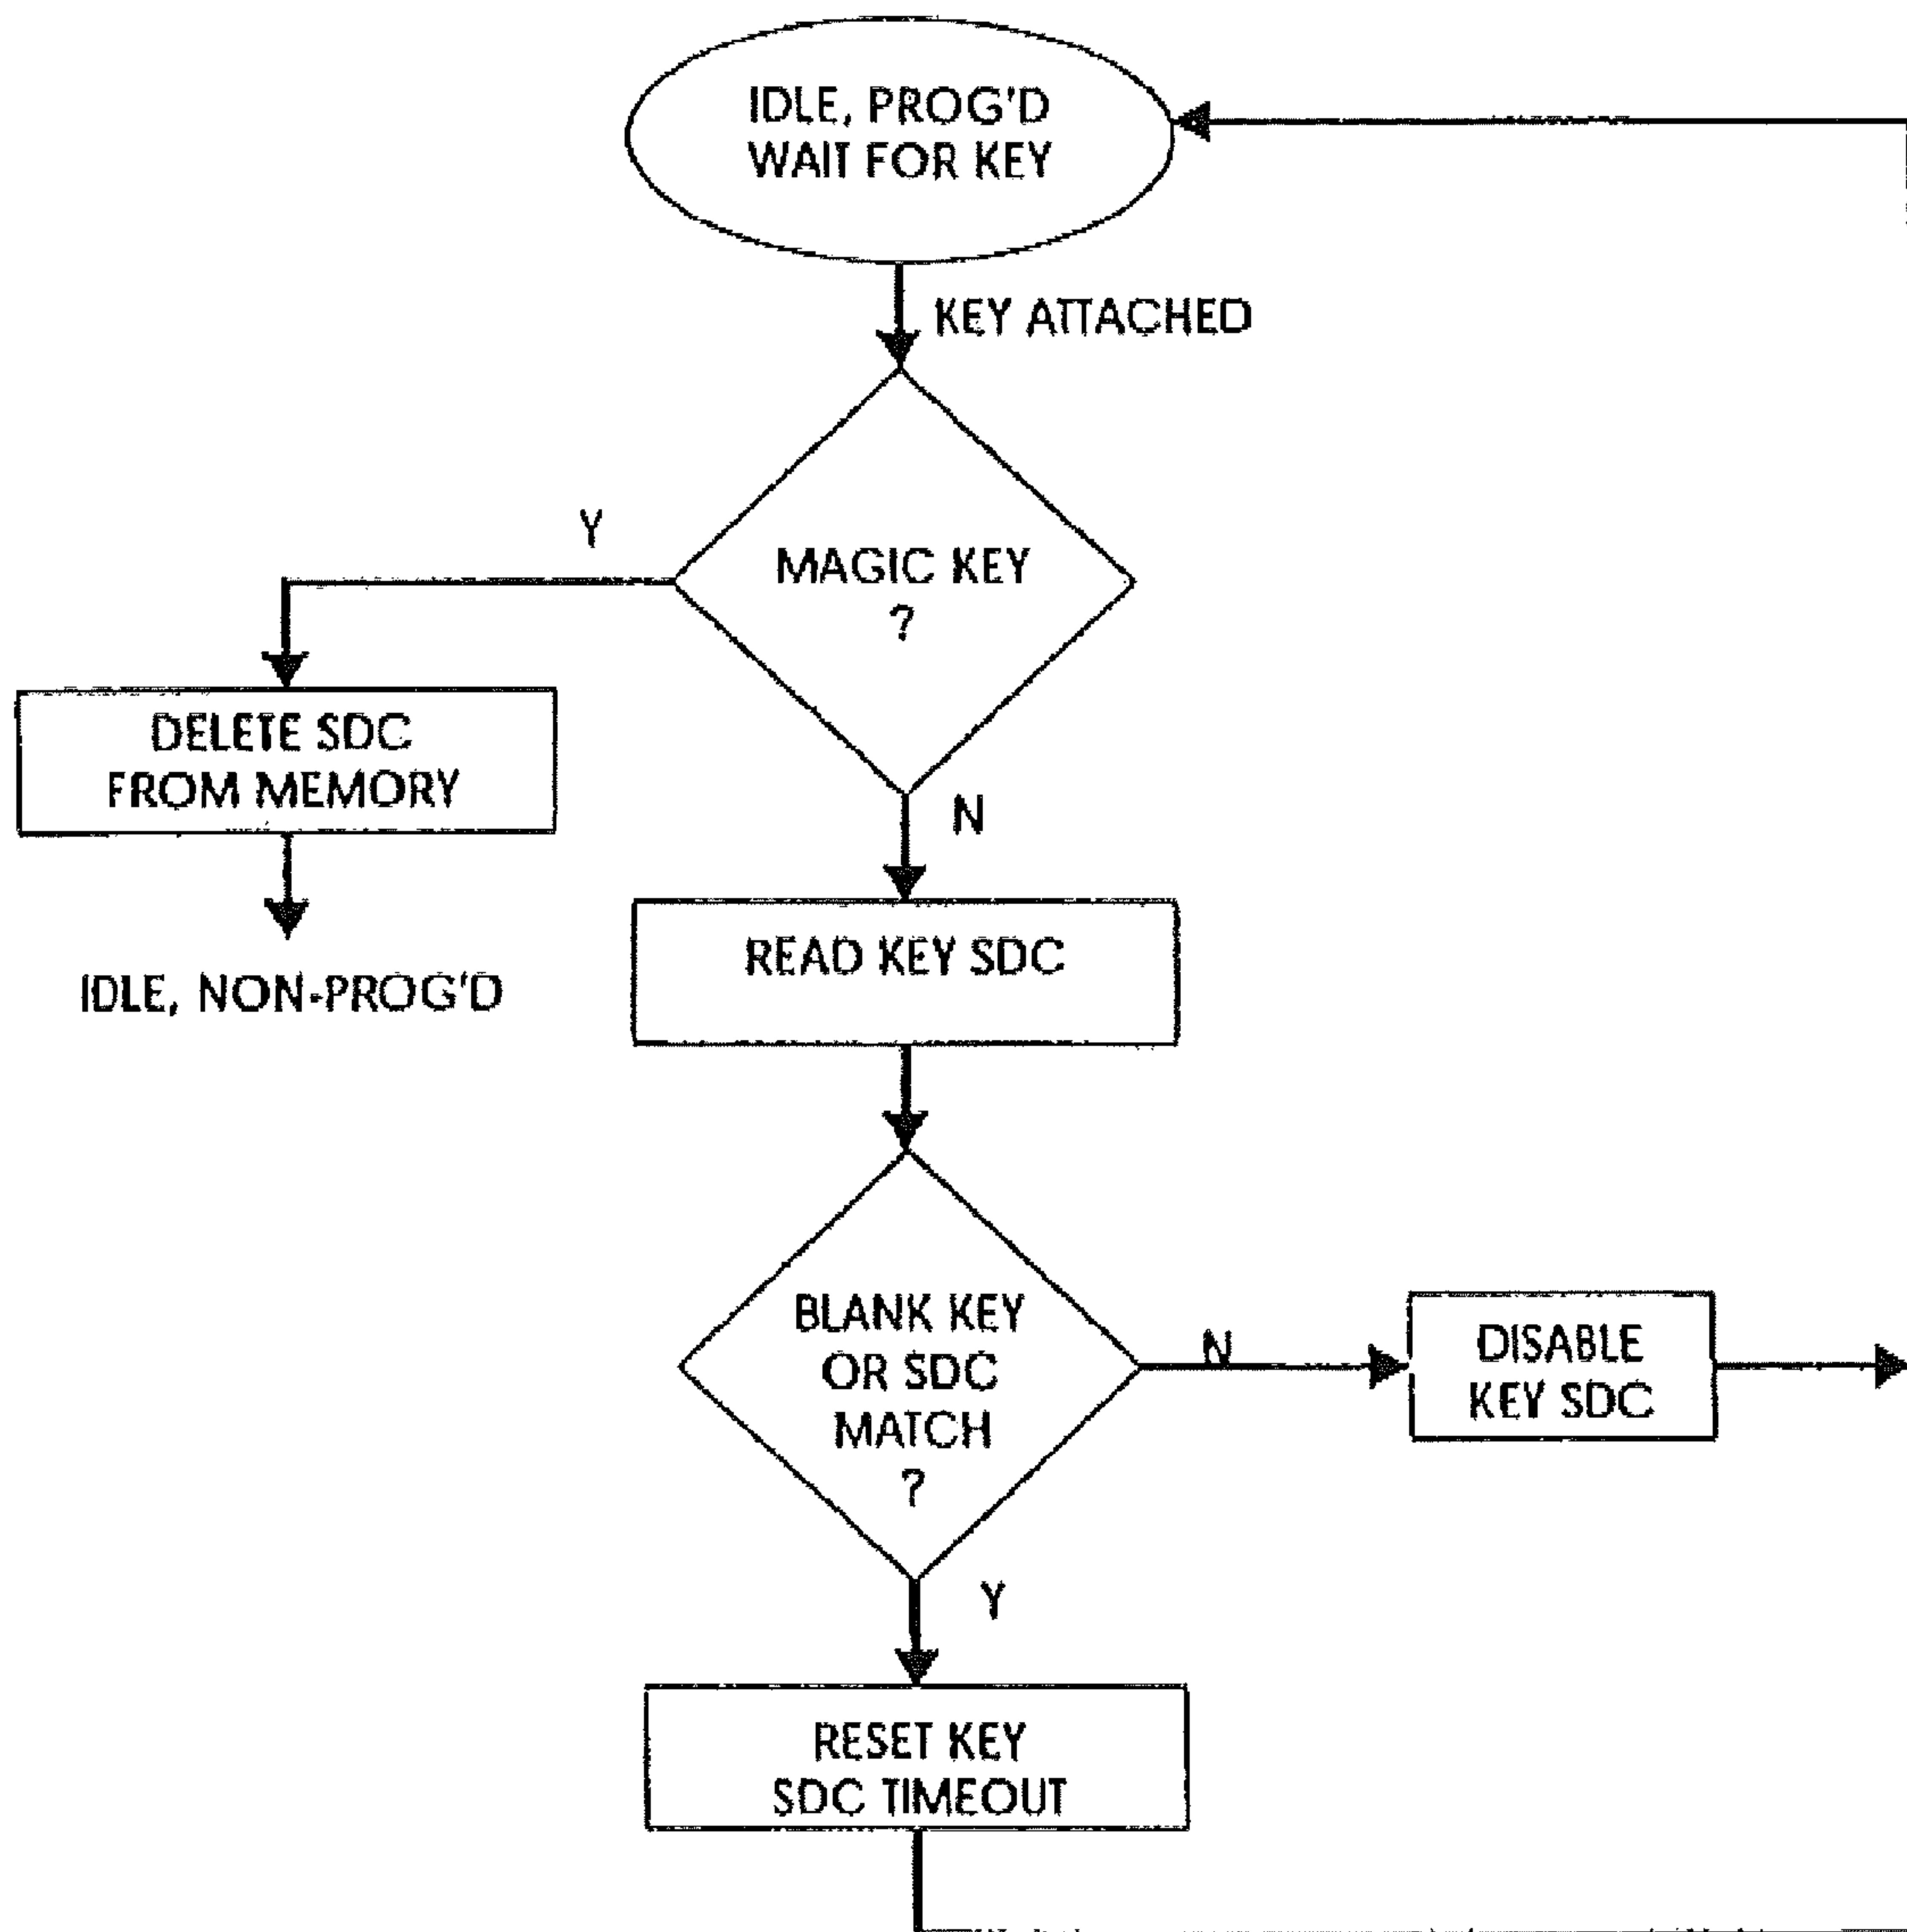 IDLE, PROG'D
WAIT FOR KEY
KEY ATTACHED
Y
MAGIC KEY
?
DELETE SDC
FROM MEMORY
N
IDLE, NON-PROG'D
READ KEY SDC
BLANK KEY
OR SDC
MATCH
?
N
DISABLE
KEY SDC
Y
RESET KEY
SDC TIMEOUT